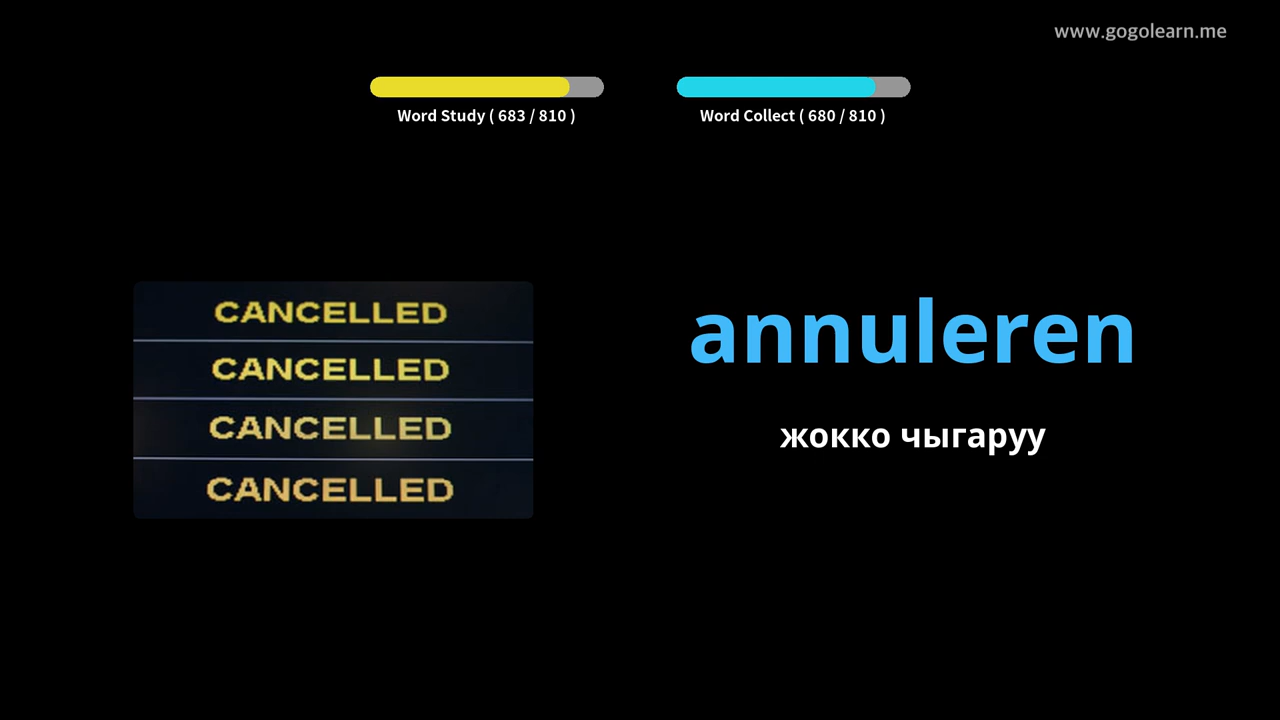 www.gogolearn.me
Word Study ( 683 / 810 )
Word Collect ( 680 / 810 )
CANCELLED
CANCELLED
CANCELLED
CANCELLED
annuleren
жокко чыгаруу